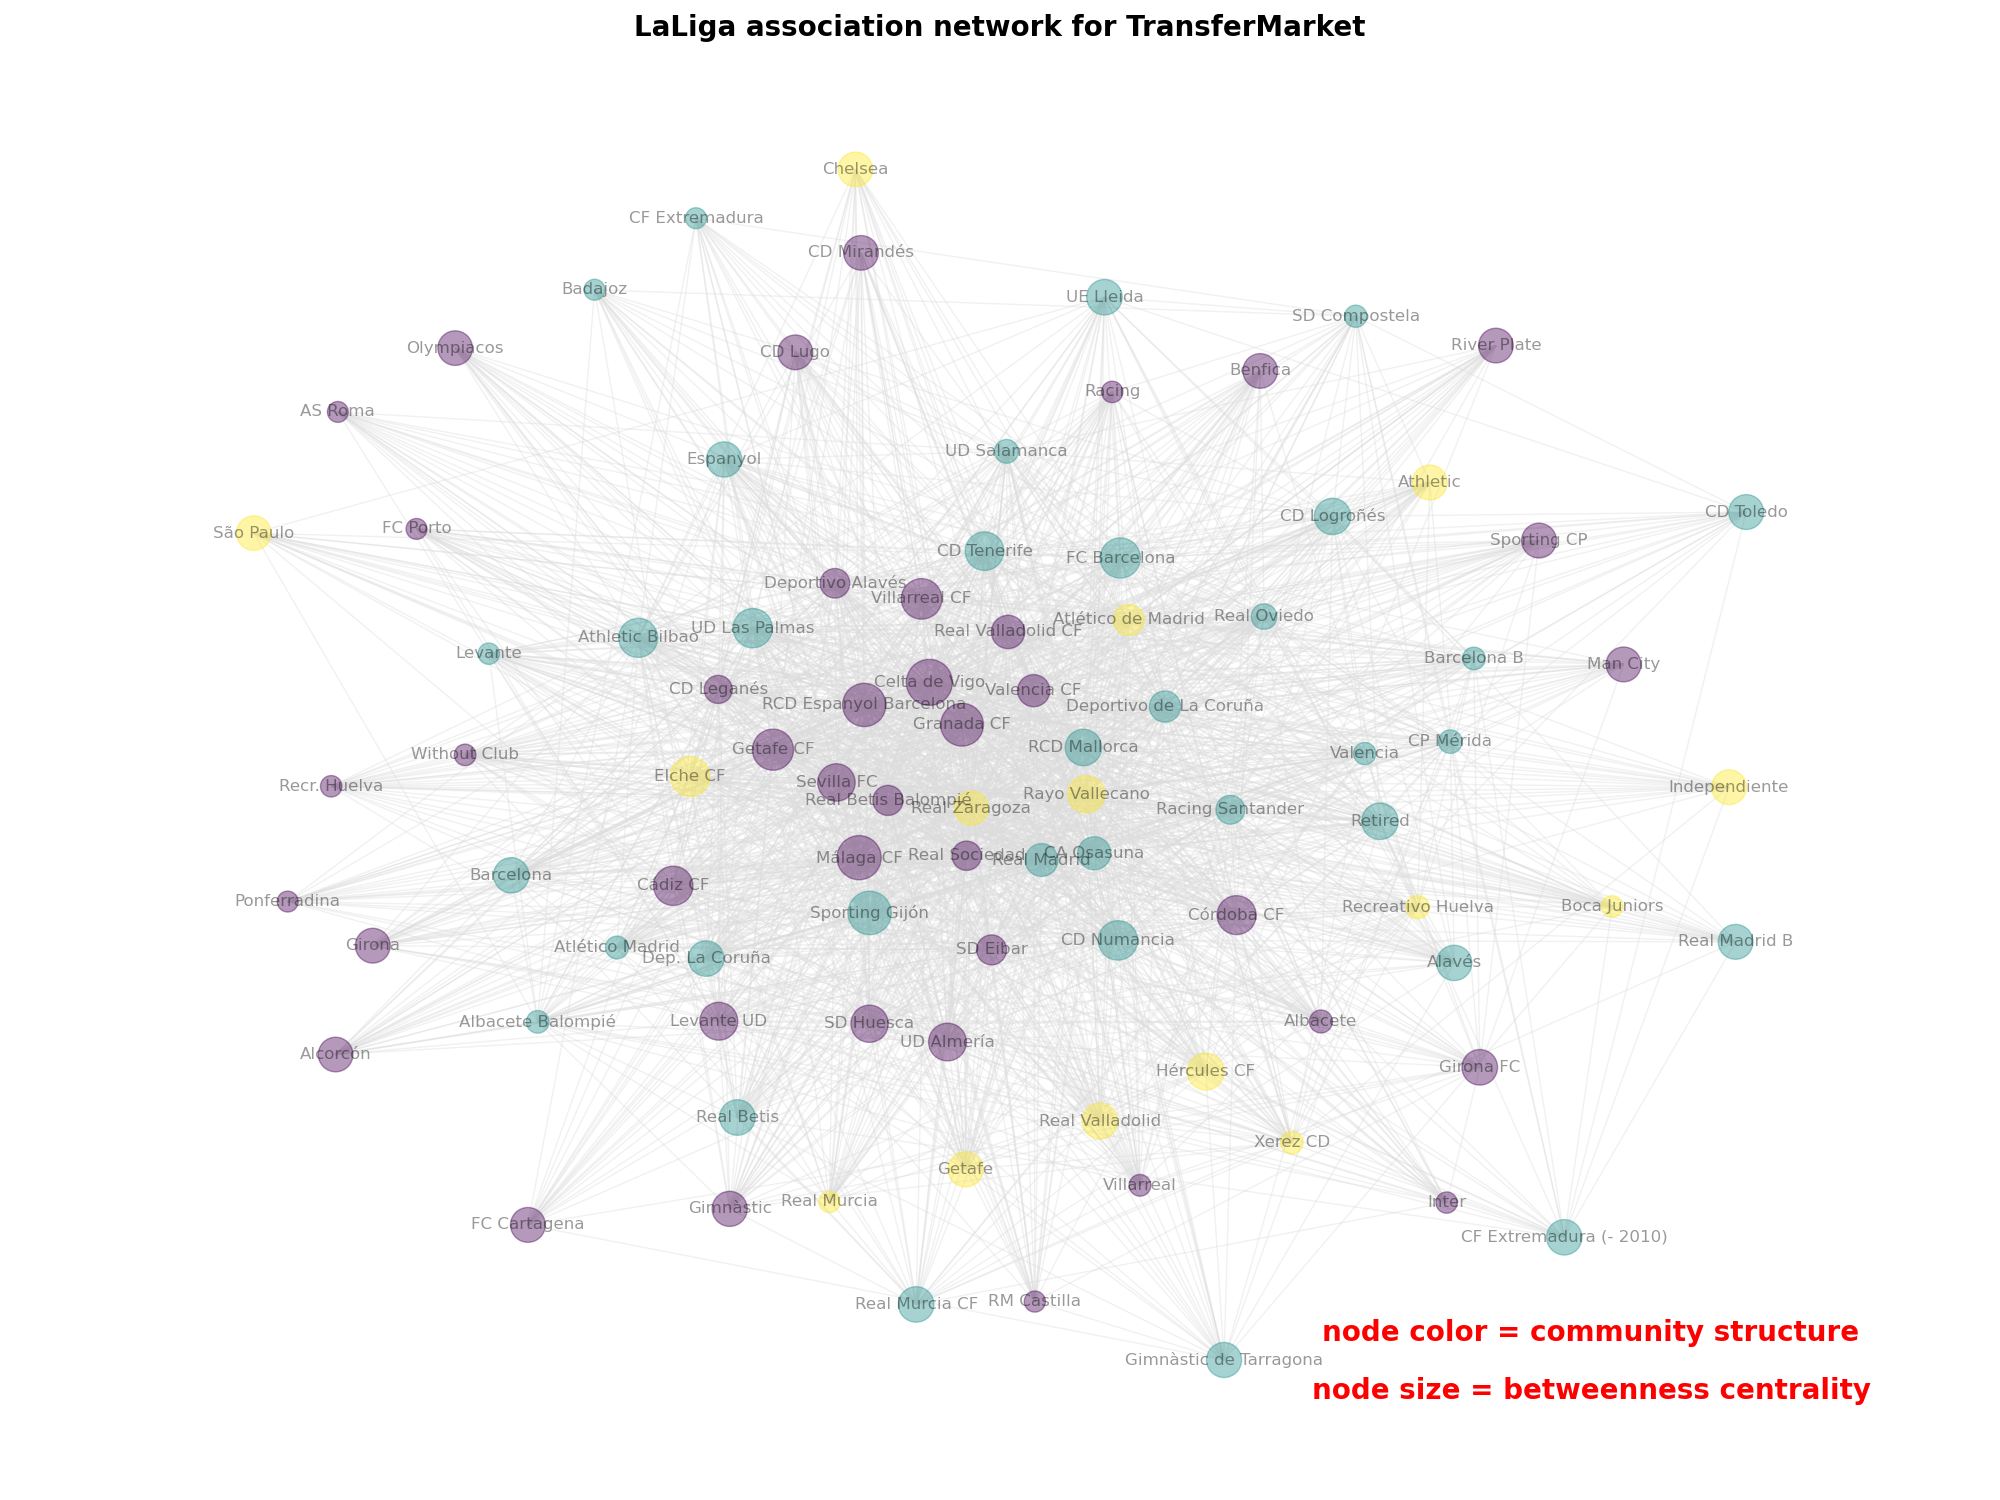 LaLiga association network for TransferMarket
Chelsea
CF Extremadura
CD Mirandés
Badajoz
UE Lleida
SD Compostela
Olympiacos
CD Lugo
River Plate
Benfica
Racing
AS Roma
UD Salamanca
Espanyol
Athletic
CD Toledo
CD Logroñés
São Paulo
FC Porto
Sporting CP
CD Tenerife
FC Barcelona
Deportivo Alavés
Villarreal CF
Real Oviedo
Atlético de Madrid
UD Las Palmas
Real Valladolid CF
Athletic Bilbao
Levante
Barcelona B
Man City
Celta de Vigo
CD Leganés
Valencia CF
RCD Espanyol Barcelona
Deportivo de La Coruña
Granada CF
CP Mérida
RCD Mallorca
Getafe CF
Valencia
Without Club
Elche CF
Sevilla FC
Recr. Huelva
Independiente
Rayo Vallecano
Real Betis Balompié
Real Zaragoza
Racing Santander
Retired
CA Osasuna
Real Sociedad
Málaga CF
Real Madrid
Barcelona
Cádiz CF
Ponferradina
Recreativo Huelva
Boca Juniors
Sporting Gijón
Córdoba CF
CD Numancia
Real Madrid B
Girona
Atlético Madrid
SD Eibar
Dep. La Coruña
Alavés
Albacete Balompié
Levante UD
SD Huesca
Albacete
UD Almería
Alcorcón
Girona FC
Hércules CF
Real Betis
Real Valladolid
Xerez CD
Getafe
Villarreal
Real Murcia
Inter
Gimnàstic
FC Cartagena
CF Extremadura (- 2010)
RM Castilla
Real Murcia CF
node color = community structure
Gimnàstic de Tarragona
node size = betweenness centrality